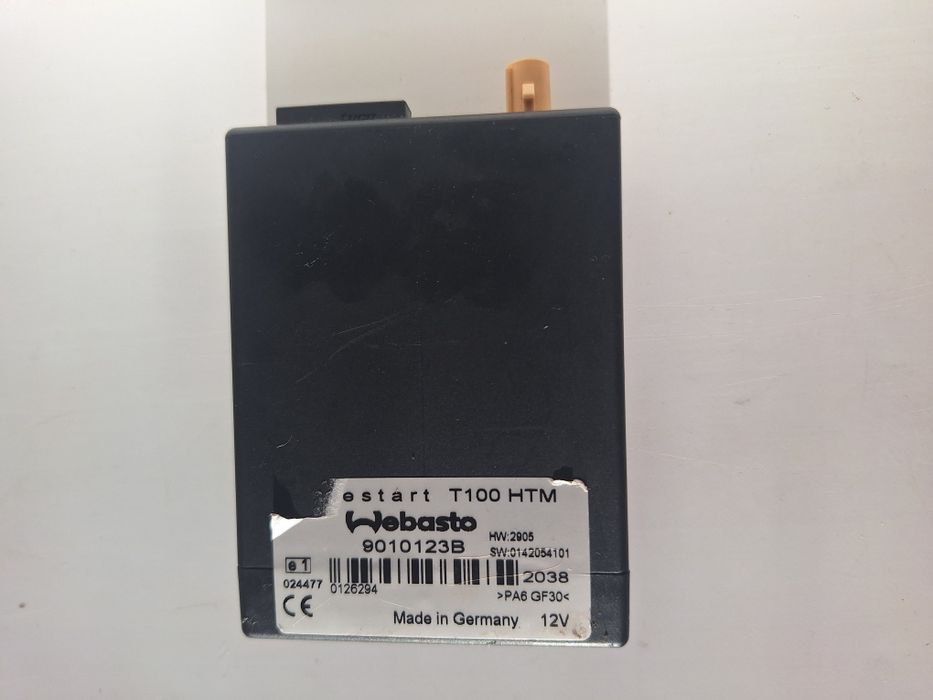 estart T100 HTM
Webasto
HW:2905
9010123B
SW:0142054101
e1
2038
024477
0126294
>PA6 GF30<
CE
Made in Germany 12V